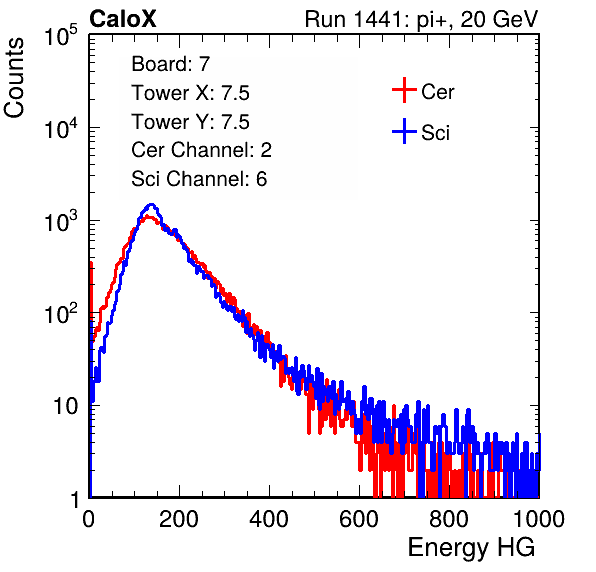 CaloX Run 1441: pi+, 20 GeV
Board: 7
Tower X: 7.5
Tower Y: 7.5
Cer Channel: 2
Sci Channel: 6
Cer
Sci
Counts
10^5
10^4
10^3
10^2
10
1
0 200 400 600 800 1000
Energy HG